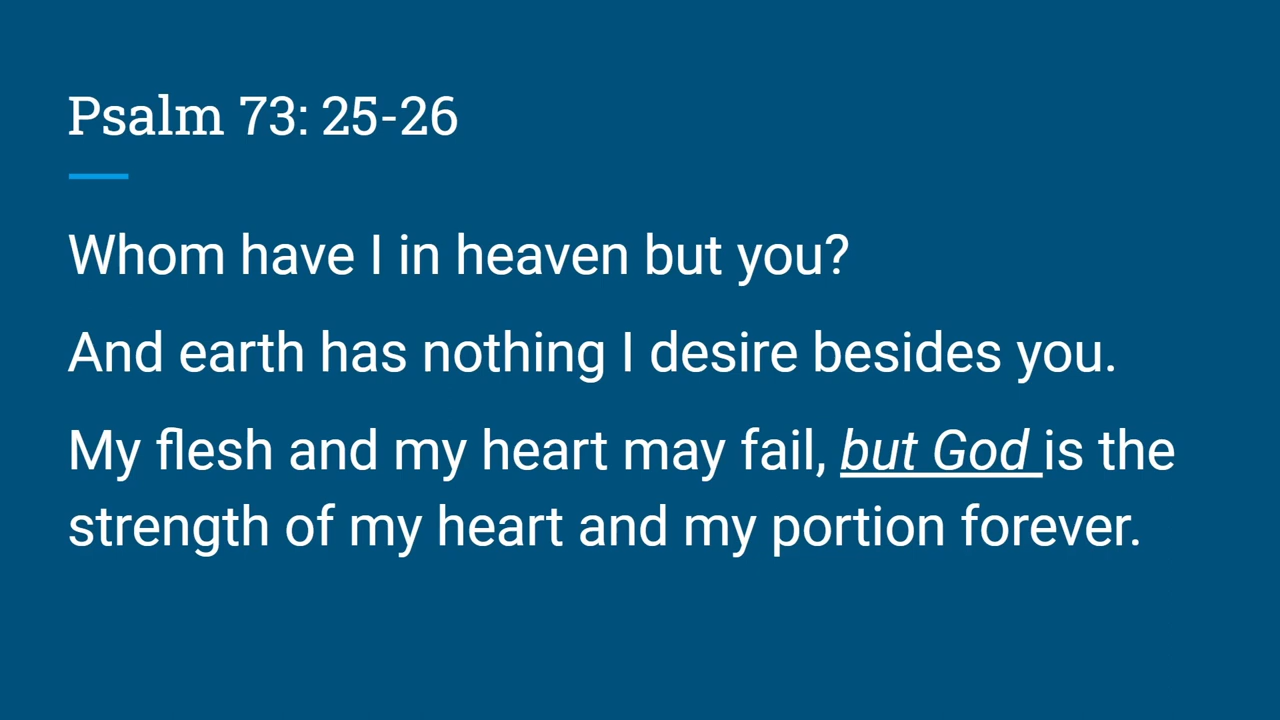 Psalm 73: 25-26
Whom have I in heaven but you?
And earth has nothing I desire besides you.
My flesh and my heart may fail, but God is the
strength of my heart and my portion forever.